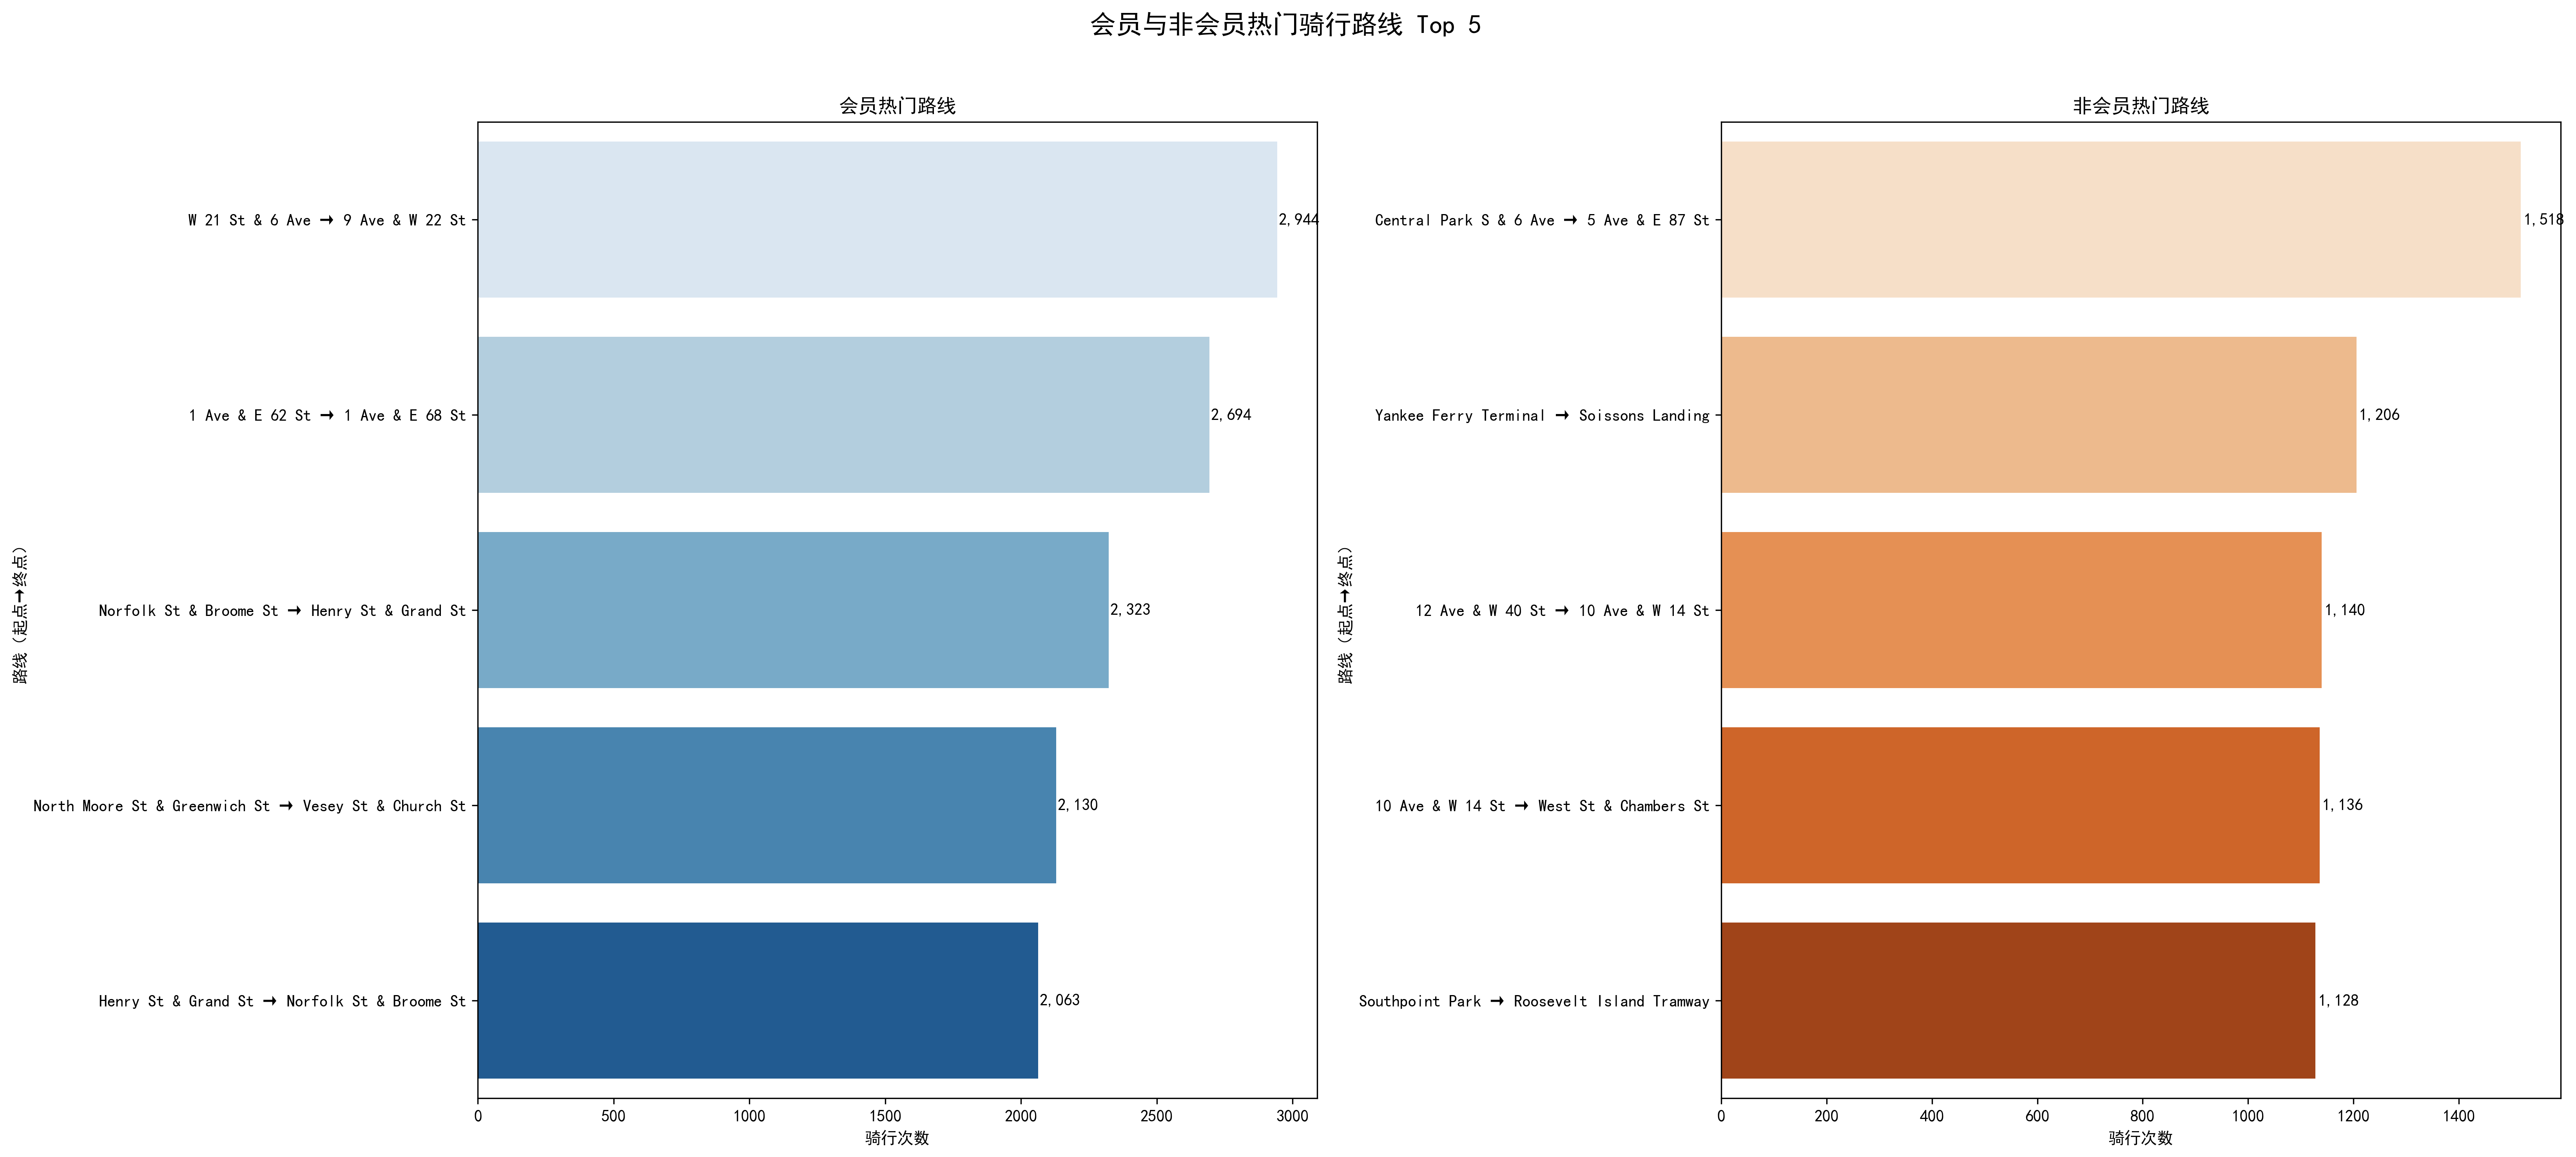 会员与非会员热门骑行路线 Top 5
会员热门路线
路线（起点→终点）
W 21 St & 6 Ave → 9 Ave & W 22 St
2,944
1 Ave & E 62 St → 1 Ave & E 68 St
2,694
Norfolk St & Broome St → Henry St & Grand St
2,323
North Moore St & Greenwich St → Vesey St & Church St
2,130
Henry St & Grand St → Norfolk St & Broome St
2,063
0 500 1000 1500 2000 2500 3000
骑行次数
非会员热门路线
路线（起点→终点）
Central Park S & 6 Ave → 5 Ave & E 87 St
1,518
Yankee Ferry Terminal → Soissons Landing
1,206
12 Ave & W 40 St → 10 Ave & W 14 St
1,140
10 Ave & W 14 St → West St & Chambers St
1,136
Southpoint Park → Roosevelt Island Tramway
1,128
0 200 400 600 800 1000 1200 1400
骑行次数